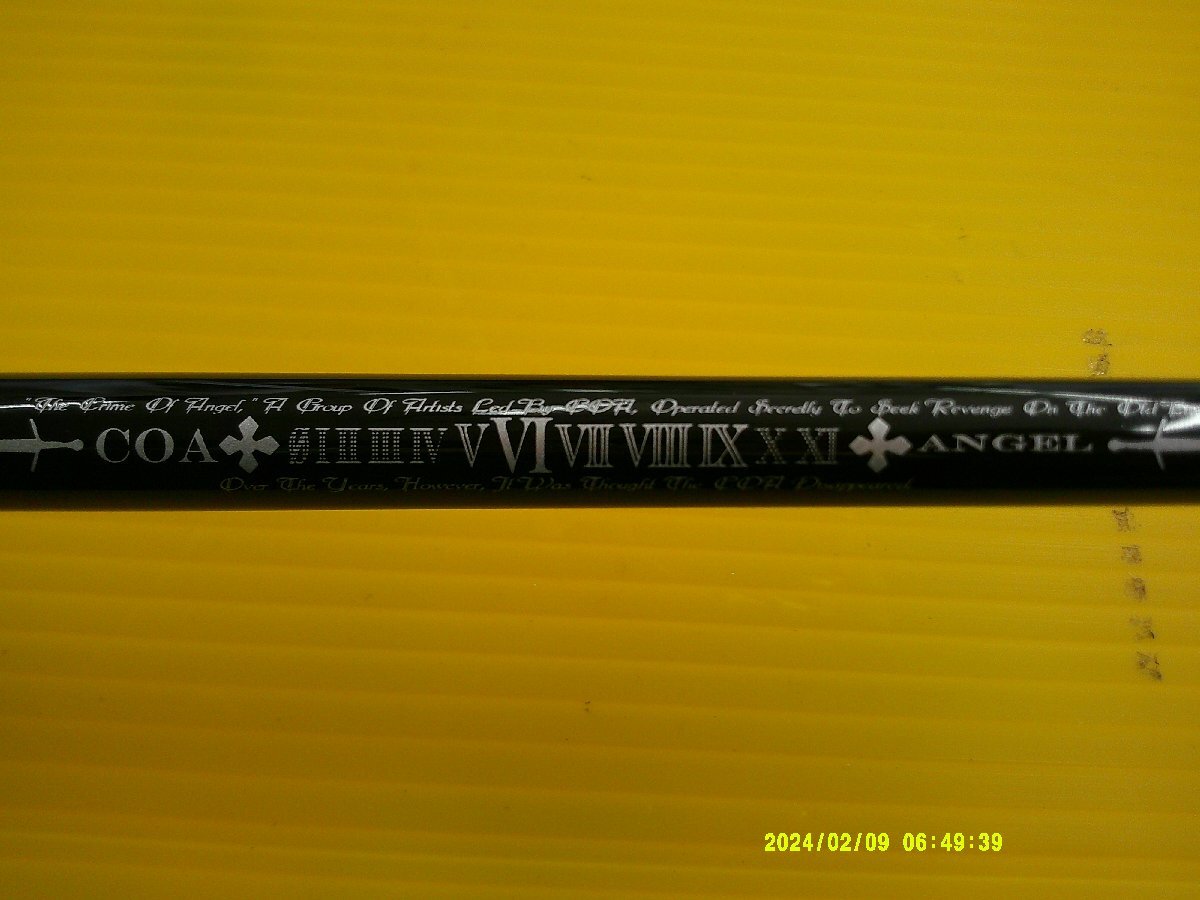 "The Crime Of Angel," A Group Of Artists Led By COA, Operated Secretly To Seek Revenge On The Old
COA I II III IV V VI VII VIII IX X XI ANGEL
Over The Years, However, It Was Thought The COA Disappeared.
2024/02/09 06:49:39